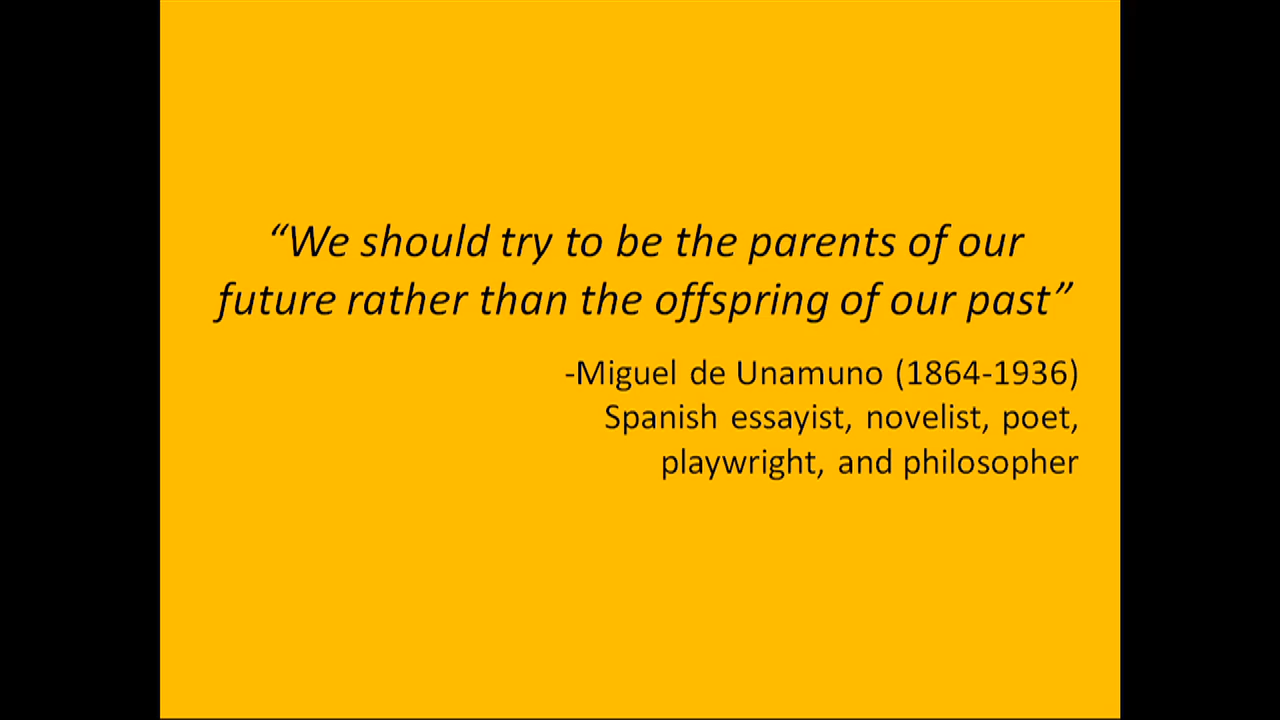 “We should try to be the parents of our
future rather than the offspring of our past”
-Miguel de Unamuno (1864-1936)
Spanish essayist, novelist, poet,
playwright, and philosopher